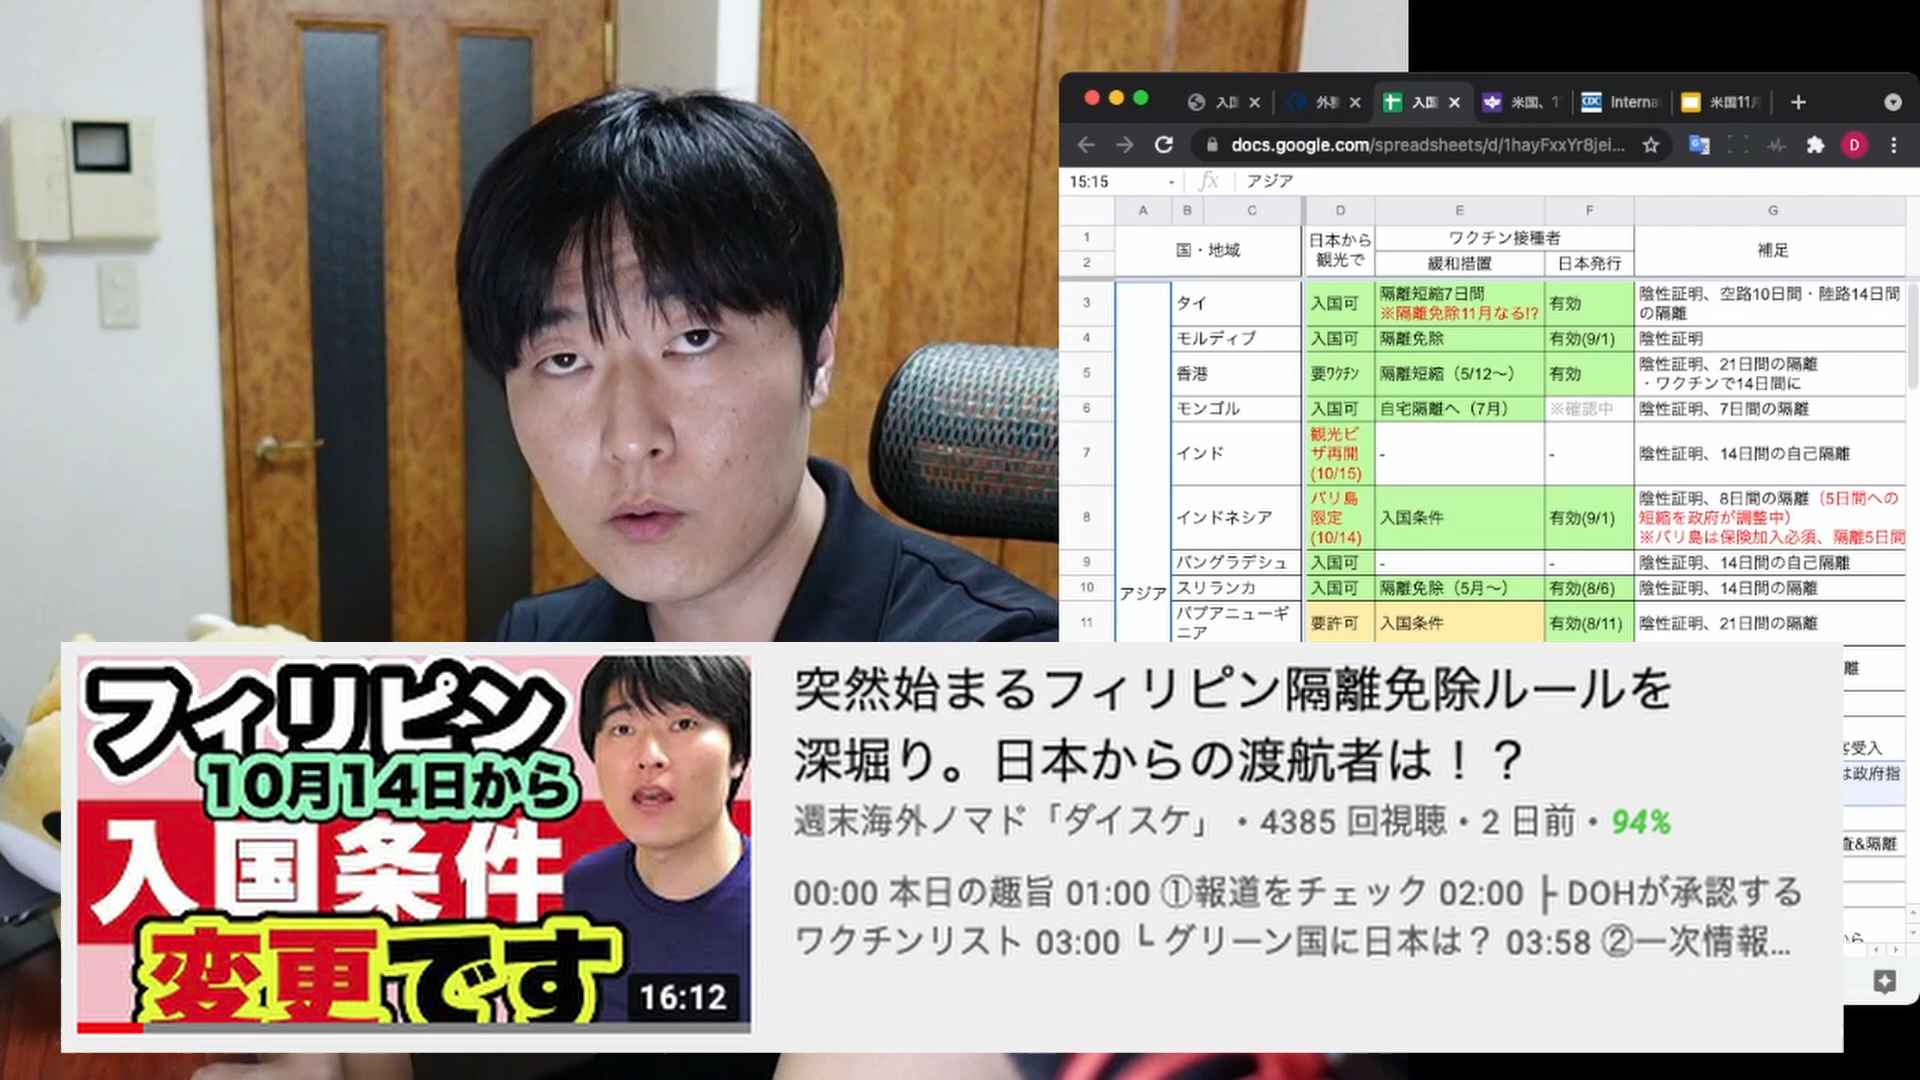 入国
外務
入国
米国、1
CDC
Interna
米国11月
docs.google.com/spreadsheets/d/1hayFxxYr8jei...
D
15:15
fx
アジア
A B C D E F G
1
2
国・地域
日本から
観光で
ワクチン接種者
緩和措置
日本発行
補足
アジア
3
タイ
入国可
隔離短縮7日間
※隔離免除11月なる!?
有効
陰性証明、空路10日間・陸路14日間
の隔離
4
モルディブ
入国可
隔離免除
有効(9/1)
陰性証明
5
香港
要ワクチン
隔離短縮（5/12〜）
有効
陰性証明、21日間の隔離
・ワクチンで14日間に
6
モンゴル
入国可
自宅隔離へ（7月）
※確認中
陰性証明、7日間の隔離
7
インド
観光ビ
ザ再開
(10/15)
-
-
陰性証明、14日間の自己隔離
8
インドネシア
バリ島
限定
(10/14)
入国条件
有効(9/1)
陰性証明、8日間の隔離（5日間への
短縮を政府が調整中）
※バリ島は保険加入必須、隔離5日間
9
バングラデシュ
入国可
-
-
陰性証明、14日間の自己隔離
10
スリランカ
入国可
隔離免除（5月〜）
有効(8/6)
陰性証明、14日間の隔離
11
パプアニューギ
ニア
要許可
入国条件
有効(8/11)
陰性証明、21日間の隔離
離
受入
は政府指
査&隔離
から
フィリピン
10月14日から
入国条件
変更です
16:12
突然始まるフィリピン隔離免除ルールを
深堀り。日本からの渡航者は！？
週末海外ノマド「ダイスケ」・4385 回視聴・2 日前・94%
00:00 本日の趣旨 01:00 ①報道をチェック 02:00 ├ DOHが承認する
ワクチンリスト 03:00 └ グリーン国に日本は？ 03:58 ②一次情報...